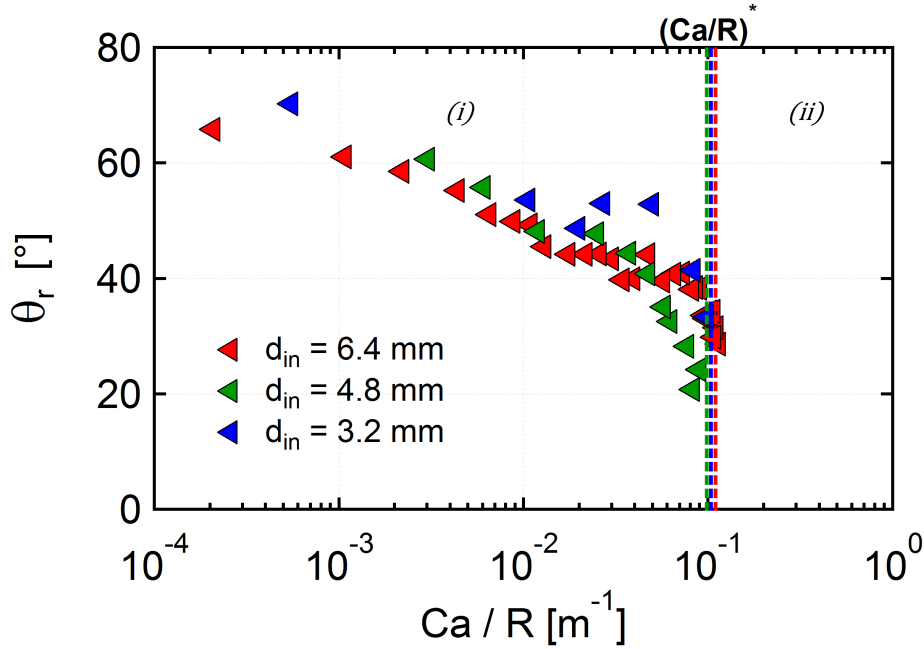 (Ca/R)*
80
(i)
(ii)
60
θr [°]
40
din = 6.4 mm
din = 4.8 mm
20
din = 3.2 mm
0
10-4 10-3 10-2 10-1 100
Ca / R [m-1]